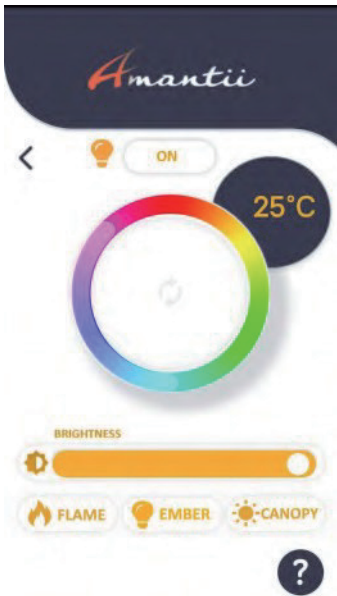 Amantii
ON
25°C
BRIGHTNESS
FLAME EMBER CANOPY
?